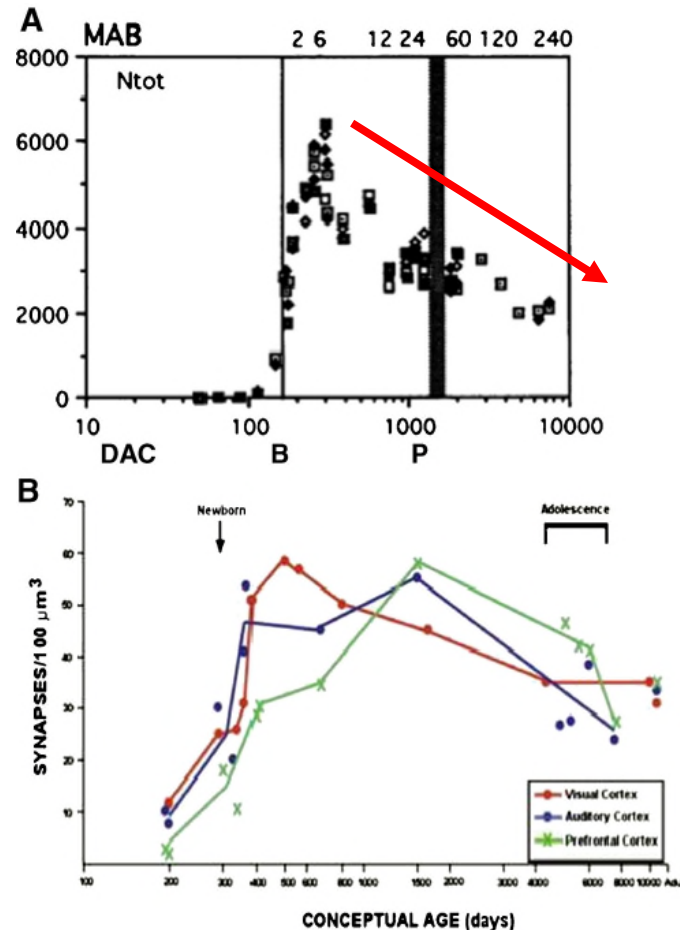 A
MAB 2 6 12 24 60 120 240
8000
Ntot
6000
4000
2000
0
10 100 1000 10000
DAC B P
B
70
Newborn
Adolescence
60
50
40
30
20
10
SYNAPSES/100 µm³
Visual Cortex
Auditory Cortex
Prefrontal Cortex
100 200 300 400 500 600 800 1000 1500 2000 3000 4000 6000 8000 10000
CONCEPTUAL AGE (days)